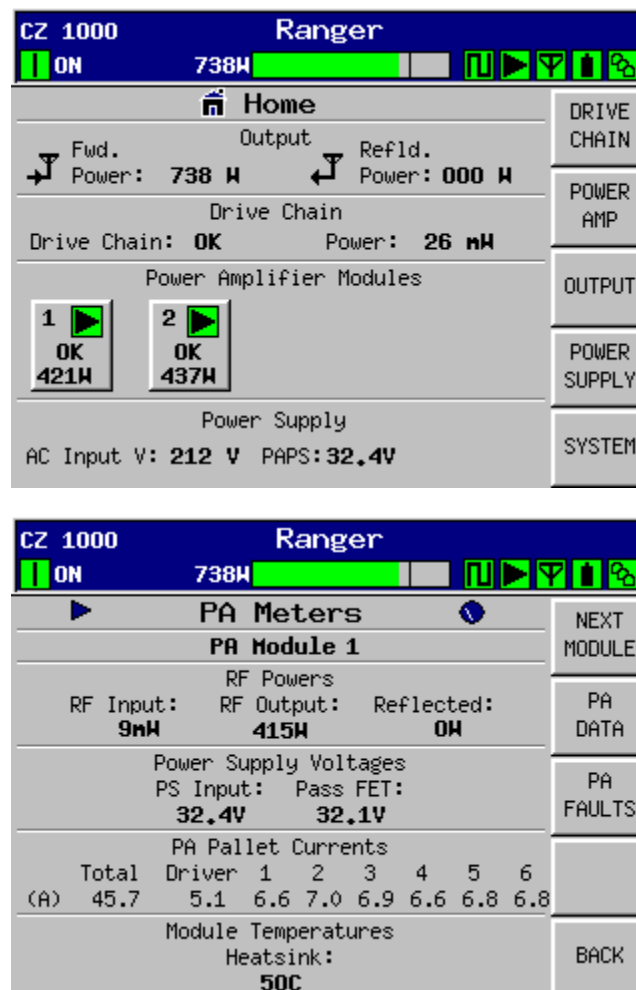 CZ 1000 Ranger
ON 738W
Home
DRIVE CHAIN
Output
Fwd. Power: 738 W Refld. Power: 000 W
POWER AMP
Drive Chain
Drive Chain: OK Power: 26 mW
Power Amplifier Modules
OUTPUT
1 2
OK OK
421W 437W
POWER SUPPLY
Power Supply
AC Input V: 212 V PAPS: 32.4V
SYSTEM
CZ 1000 Ranger
ON 738W
PA Meters
NEXT MODULE
PA Module 1
RF Powers
RF Input: RF Output: Reflected:
9mW 415W 0W
PA DATA
Power Supply Voltages
PS Input: Pass FET:
32.4V 32.1V
PA FAULTS
PA Pallet Currents
Total Driver 1 2 3 4 5 6
(A) 45.7 5.1 6.6 7.0 6.9 6.6 6.8 6.8
Module Temperatures
Heatsink:
50C
BACK